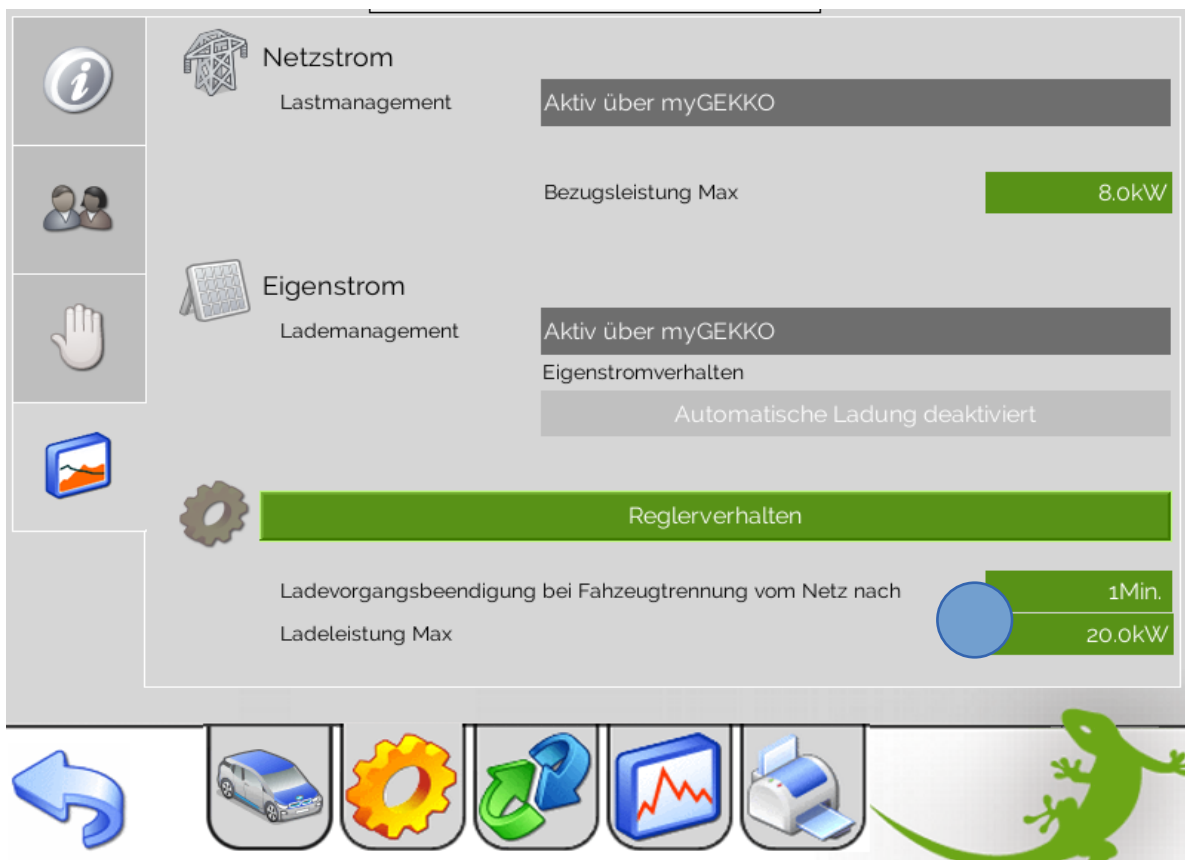 Netzstrom
Lastmanagement Aktiv über myGEKKO
Bezugsleistung Max 8.0kW
Eigenstrom
Lademanagement Aktiv über myGEKKO
Eigenstromverhalten
Automatische Ladung deaktiviert
Reglerverhalten
Ladevorgangsbeendigung bei Fahzeugtrennung vom Netz nach 1Min.
Ladeleistung Max 20.0kW